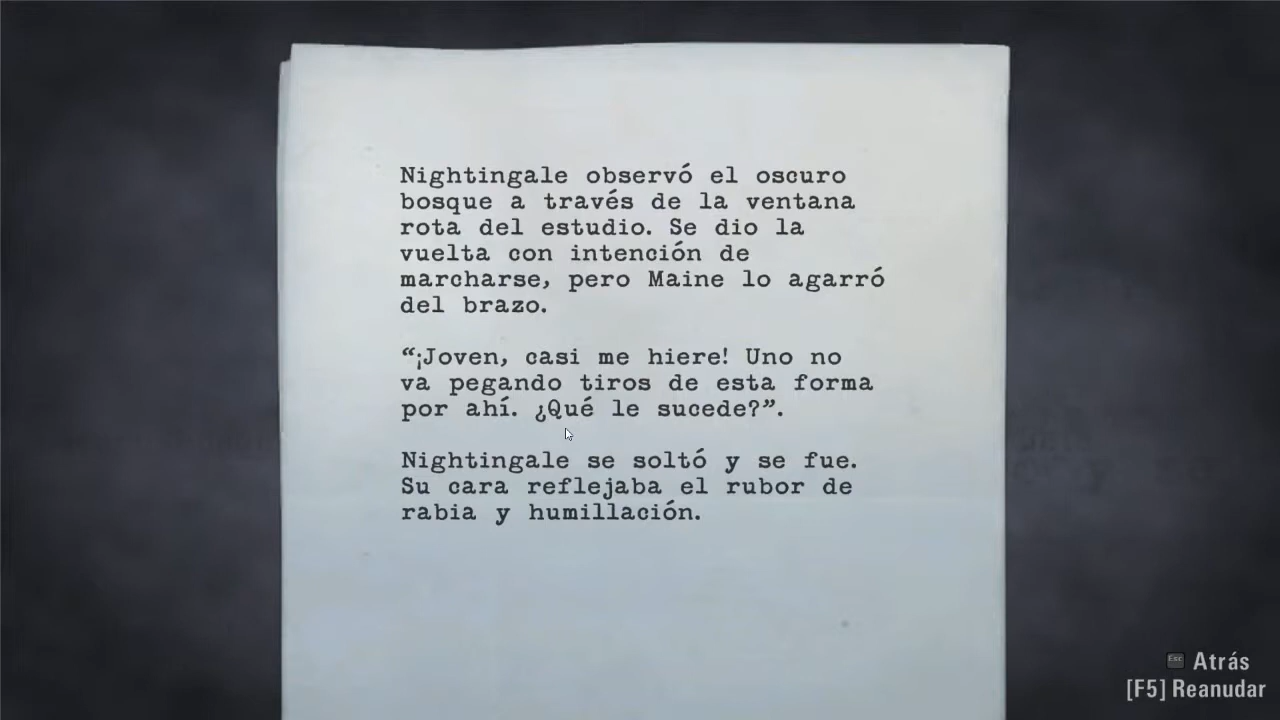 Nightingale observó el oscuro
bosque a través de la ventana
rota del estudio. Se dio la
vuelta con intención de
marcharse, pero Maine lo agarró
del brazo.
“¡Joven, casi me hiere! Uno no
va pegando tiros de esta forma
por ahí. ¿Qué le sucede?”.
Nightingale se soltó y se fue.
Su cara reflejaba el rubor de
rabia y humillación.
Esc Atrás
[F5] Reanudar